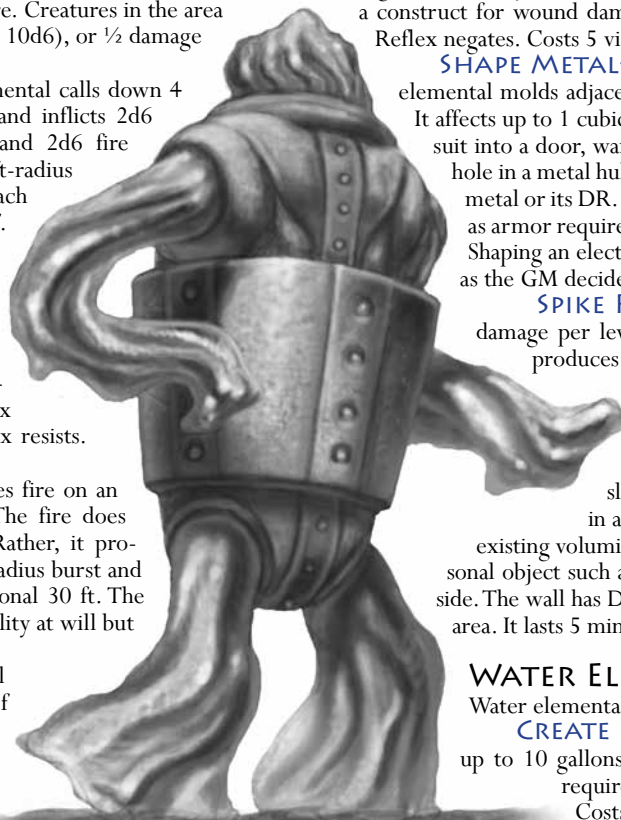 re. Creatures in the area
10d6), or ½ damage
ental calls down 4
and inflicts 2d6
and 2d6 fire
ft-radius
ach
.
x
x resists.
es fire on an
The fire does
Rather, it pro-
adius burst and
onal 30 ft. The
lity at will but
l
f
a construct for wound dam
Reflex negates. Costs 5 vi
SHAPE METAL
elemental molds adjace
It affects up to 1 cubic
suit into a door, wa
hole in a metal hul
metal or its DR.
as armor require
Shaping an elect
as the GM decide
SPIKE F
damage per lev
produces
sl
in a
existing volumi
sonal object such a
side. The wall has D
area. It lasts 5 min
WATER EL
Water elementa
CREATE
up to 10 gallons
requir
Costs